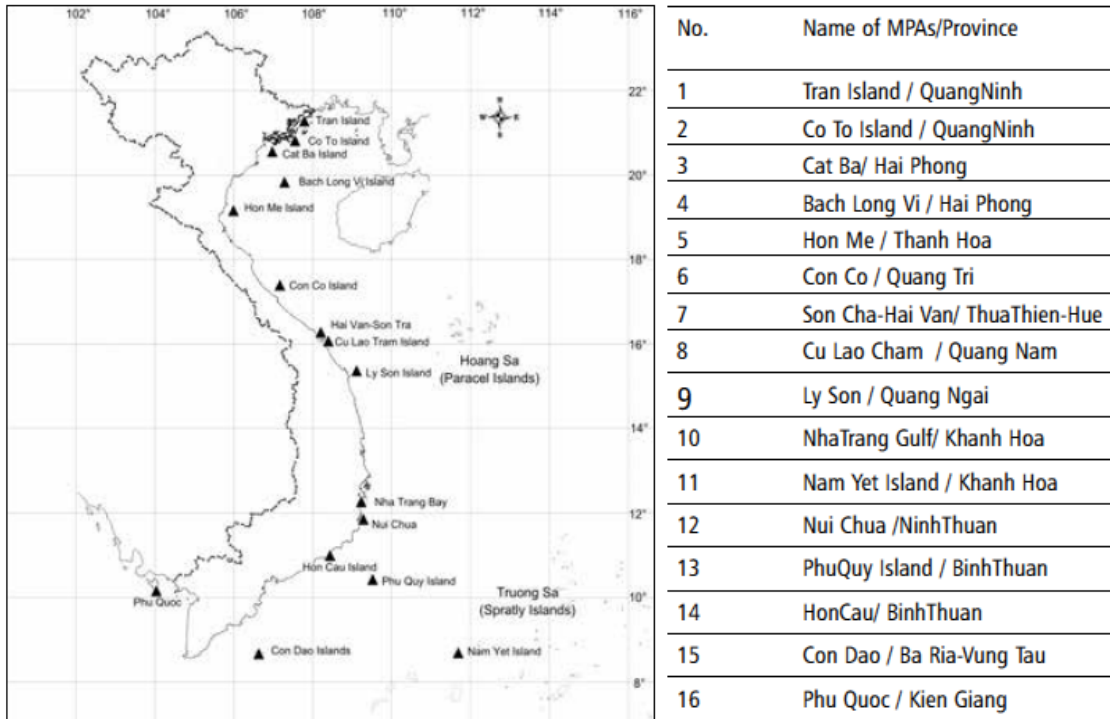 102° 104° 106° 108° 110° 112° 114° 116°
22°
N
W E
S
Tran Island
Co To Island
Cat Ba Island
20°
Bach Long Vi Island
Hon Me Island
18°
Con Co Island
Hai Van-Son Tra
Cu Lao Tram Island
16°
Hoang Sa
(Paracel Islands)
Ly Son Island
14°
Nha Trang Bay
12°
Nui Chua
Hon Cau Island
Phu Quy Island
Phu Quoc
10°
Truong Sa
(Spratly Islands)
Con Dao Islands
Nam Yet Island
8°
No. Name of MPAs/Province
1 Tran Island / QuangNinh
2 Co To Island / QuangNinh
3 Cat Ba/ Hai Phong
4 Bach Long Vi / Hai Phong
5 Hon Me / Thanh Hoa
6 Con Co / Quang Tri
7 Son Cha-Hai Van/ ThuaThien-Hue
8 Cu Lao Cham / Quang Nam
9 Ly Son / Quang Ngai
10 NhaTrang Gulf/ Khanh Hoa
11 Nam Yet Island / Khanh Hoa
12 Nui Chua /NinhThuan
13 PhuQuy Island / BinhThuan
14 HonCau/ BinhThuan
15 Con Dao / Ba Ria-Vung Tau
16 Phu Quoc / Kien Giang